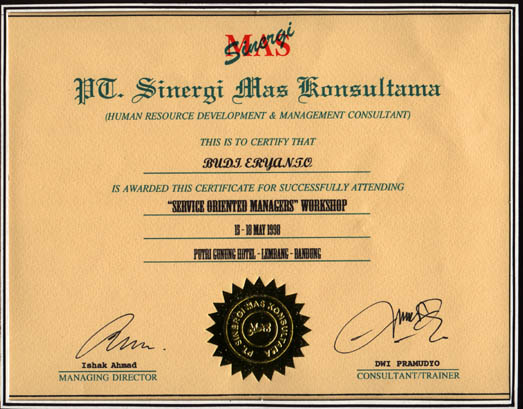 MAS
Sinergi
PT. Sinergi Mas Konsultama
(HUMAN RESOURCE DEVELOPMENT & MANAGEMENT CONSULTANT)
THIS IS TO CERTIFY THAT
BUDI ERYANTO
IS AWARDED THIS CERTIFICATE FOR SUCCESSFULLY ATTENDING
"SERVICE ORIENTED MANAGERS" WORKSHOP
MAY 1998
PUTRI GUNUNG HOTEL - LEMBANG - BANDUNG
PT. SINERGI MAS KONSULTAMA
Mas
Ishak Ahmad
MANAGING DIRECTOR
DWI PRAMUDYO
CONSULTANT/TRAINER